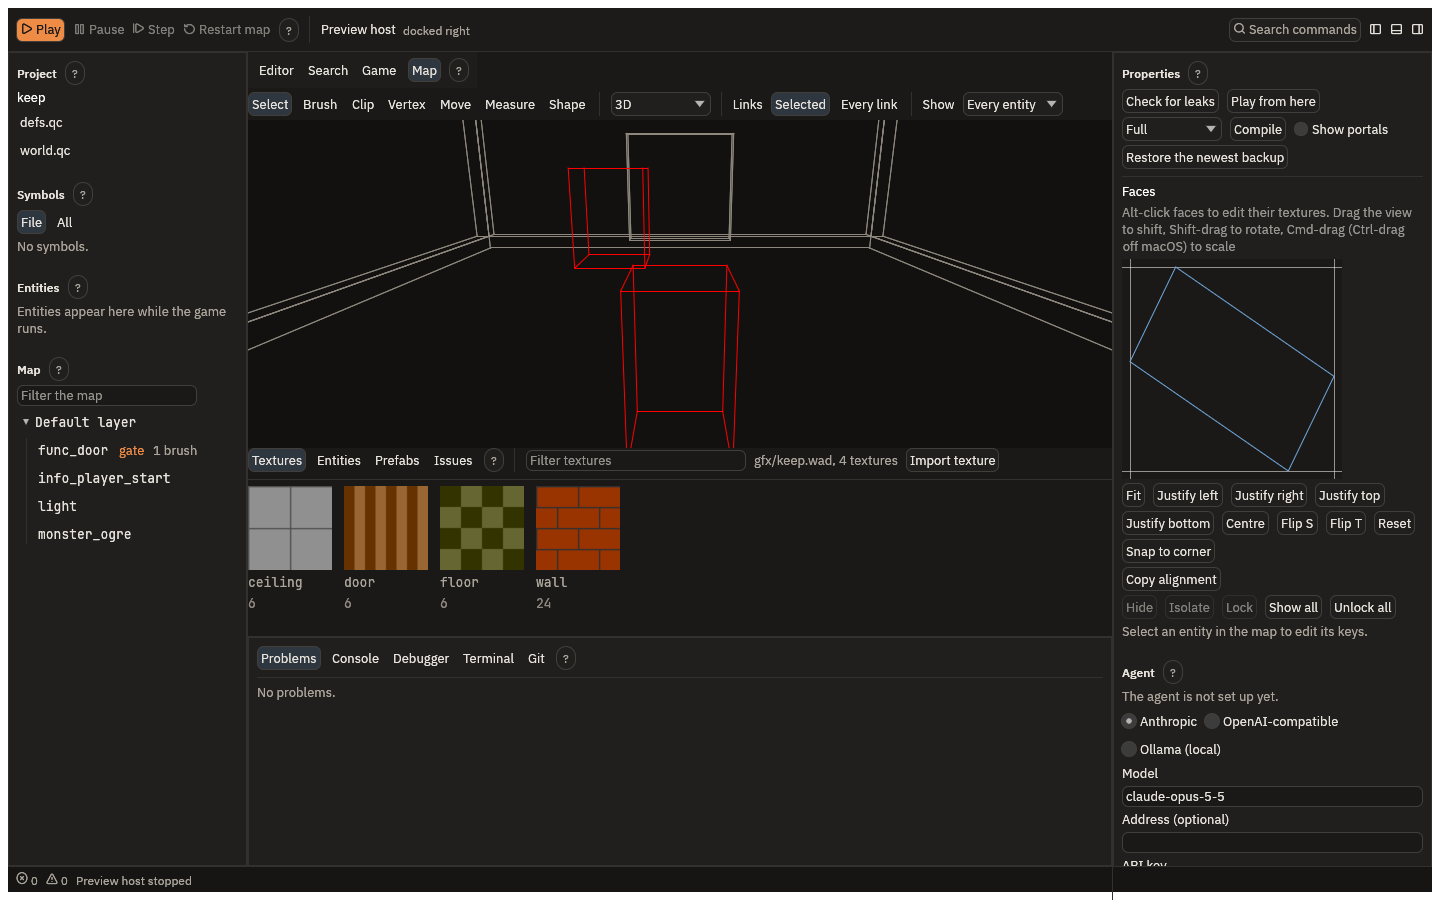 Play Pause Step Restart map ? Preview host docked right Search commands
Project ?
keep
defs.qc
world.qc
Symbols ?
File All
No symbols.
Entities ?
Entities appear here while the game
runs.
Map ?
Filter the map
Default layer
func_door gate 1 brush
info_player_start
light
monster_ogre
Editor Search Game Map ?
Select Brush Clip Vertex Move Measure Shape 3D Links Selected Every link Show Every entity
Textures Entities Prefabs Issues ? Filter textures gfx/keep.wad, 4 textures Import texture
ceiling door floor wall
6 6 6 24
Problems Console Debugger Terminal Git ?
No problems.
Properties ?
Check for leaks Play from here
Full Compile Show portals
Restore the newest backup
Faces
Alt-click faces to edit their textures. Drag the view
to shift, Shift-drag to rotate, Cmd-drag (Ctrl-drag
off macOS) to scale
Fit Justify left Justify right Justify top
Justify bottom Centre Flip S Flip T Reset
Snap to corner
Copy alignment
Hide Isolate Lock Show all Unlock all
Select an entity in the map to edit its keys.
Agent ?
The agent is not set up yet.
Anthropic OpenAI-compatible
Ollama (local)
Model
claude-opus-5-5
Address (optional)
API key
0 0 Preview host stopped